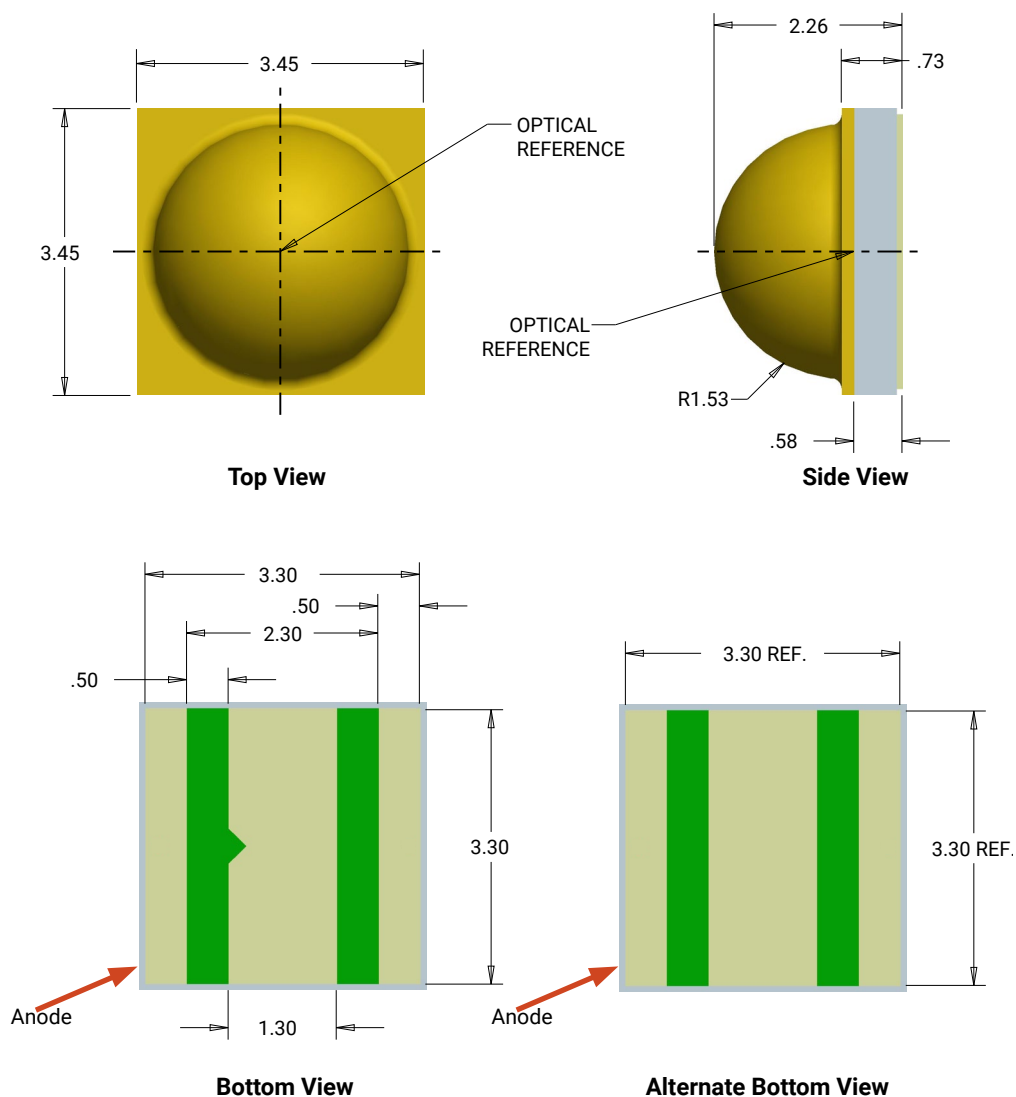 2.26
3.45
.73
OPTICAL
REFERENCE
3.45
OPTICAL
REFERENCE
R1.53
.58
Top View
Side View
3.30
.50
2.30
.50
3.30 REF.
3.30
3.30 REF.
Anode
1.30
Anode
Bottom View
Alternate Bottom View